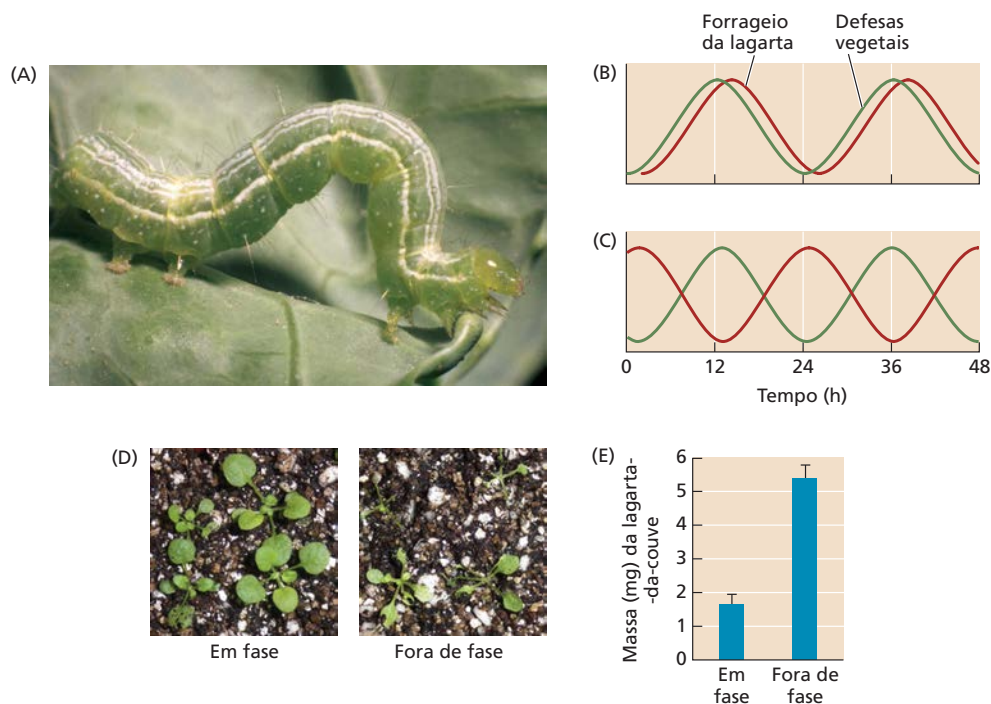 (A)
(B)
Forrageio
da lagarta
Defesas
vegetais
(C)
0 12 24 36 48
Tempo (h)
(D)
Em fase
Fora de fase
(E)
Massa (mg) da lagarta-
-da-couve
6
5
4
3
2
1
0
Em
fase
Fora de
fase